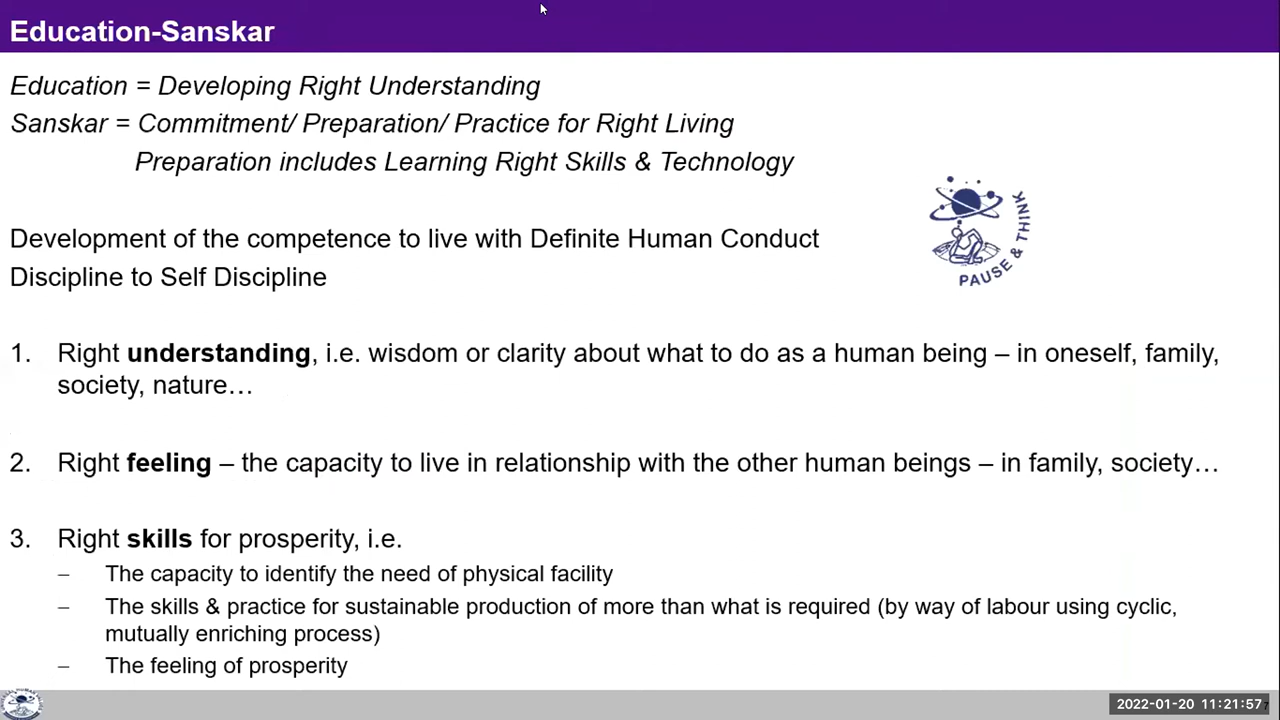 Education-Sanskar
Education = Developing Right Understanding
Sanskar = Commitment/ Preparation/ Practice for Right Living
Preparation includes Learning Right Skills & Technology
PAUSE & THINK
Development of the competence to live with Definite Human Conduct
Discipline to Self Discipline
1. Right understanding, i.e. wisdom or clarity about what to do as a human being – in oneself, family,
society, nature…
2. Right feeling – the capacity to live in relationship with the other human beings – in family, society…
3. Right skills for prosperity, i.e.
– The capacity to identify the need of physical facility
– The skills & practice for sustainable production of more than what is required (by way of labour using cyclic,
mutually enriching process)
– The feeling of prosperity
2022-01-20 11:21:57